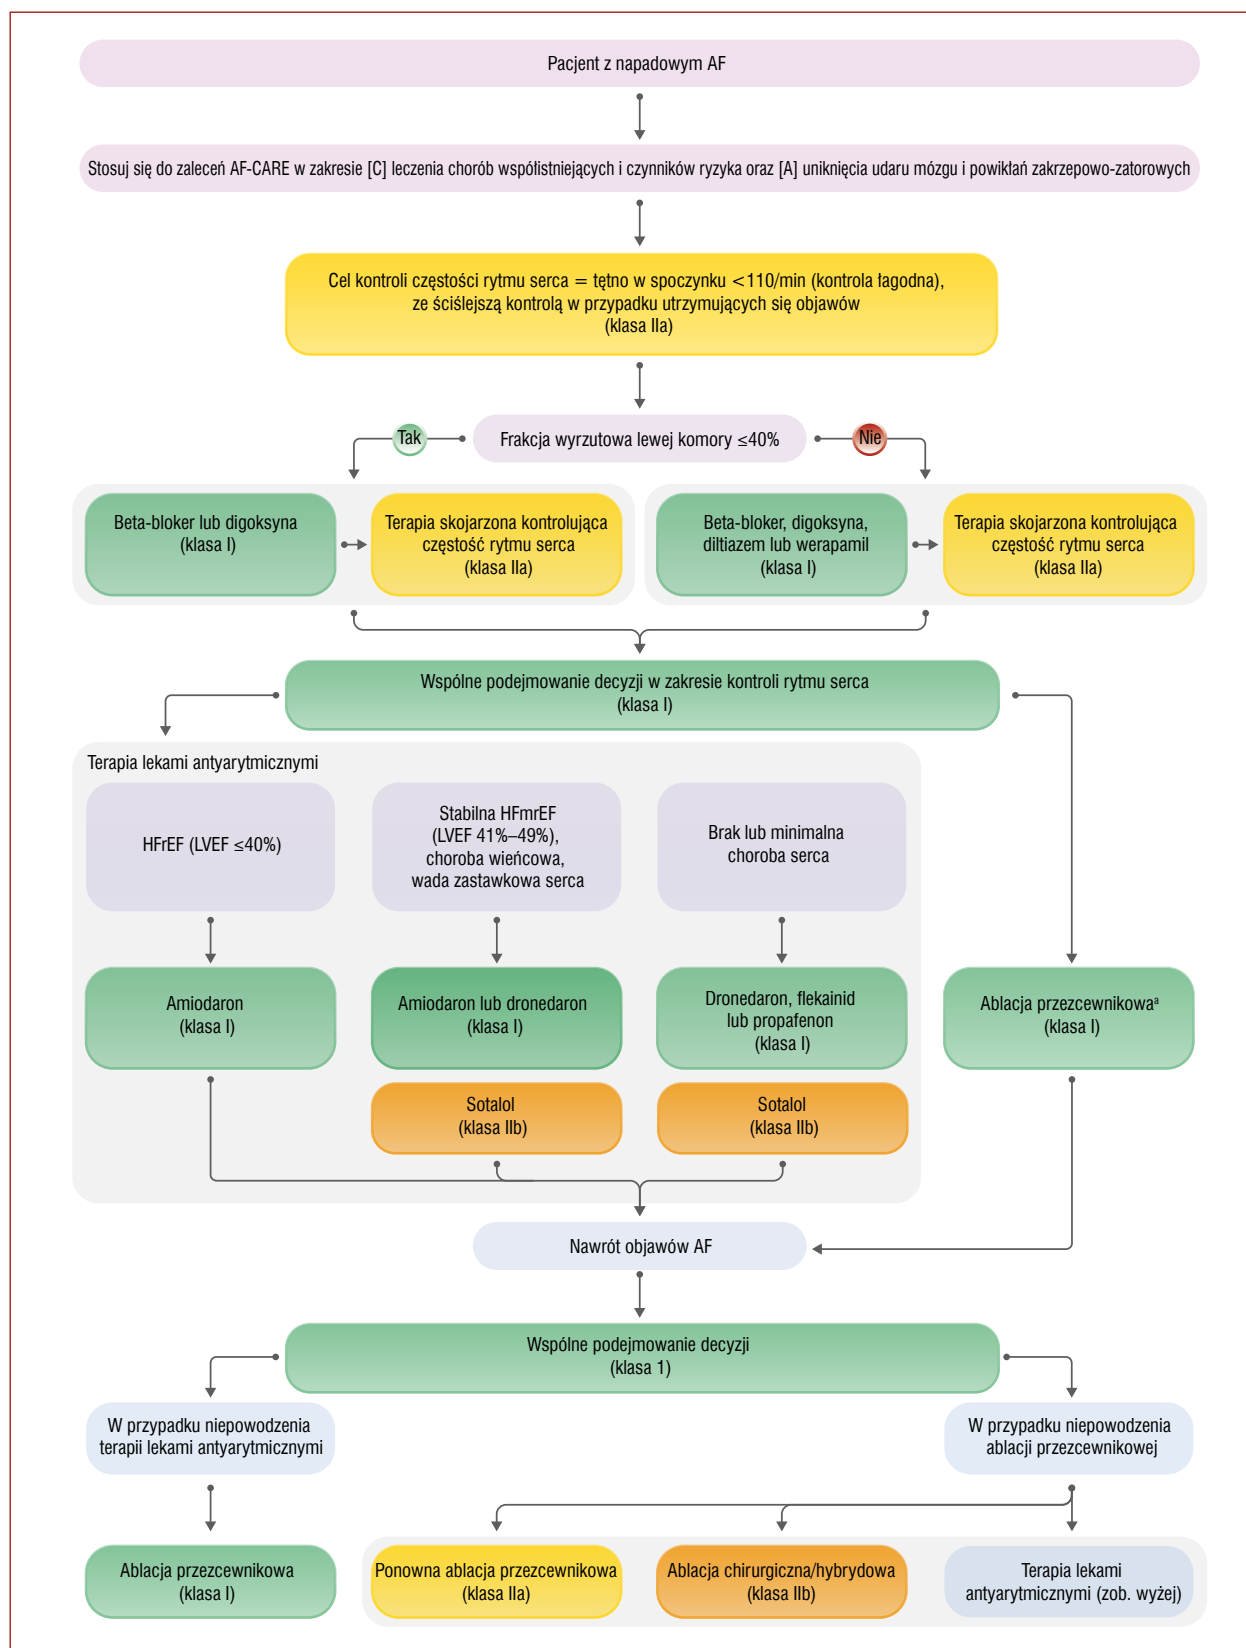 Pacjent z napadowym AF
Stosuj się do zaleceń AF-CARE w zakresie [C] leczenia chorób współistniejących i czynników ryzyka oraz [A] uniknięcia udaru mózgu i powikłań zakrzepowo-zatorowych
Cel kontroli częstości rytmu serca = tętno w spoczynku <110/min (kontrola łagodna),
ze ściślejszą kontrolą w przypadku utrzymujących się objawów
(klasa IIa)
Tak
Frakcja wyrzutowa lewej komory ≤40%
Nie
Beta-bloker lub digoksyna
(klasa I)
Terapia skojarzona kontrolująca
częstość rytmu serca
(klasa IIa)
Beta-bloker, digoksyna,
diltiazem lub werapamil
(klasa I)
Terapia skojarzona kontrolująca
częstość rytmu serca
(klasa IIa)
Wspólne podejmowanie decyzji w zakresie kontroli rytmu serca
(klasa I)
Terapia lekami antyarytmicznymi
HFrEF (LVEF ≤40%)
Stabilna HFmrEF
(LVEF 41%–49%),
choroba wieńcowa,
wada zastawkowa serca
Brak lub minimalna
choroba serca
Amiodaron
(klasa I)
Amiodaron lub dronedaron
(klasa I)
Dronedaron, flekainid
lub propafenon
(klasa I)
Ablacja przezcewnikowaᵃ
(klasa I)
Sotalol
(klasa IIb)
Sotalol
(klasa IIb)
Nawrót objawów AF
Wspólne podejmowanie decyzji
(klasa 1)
W przypadku niepowodzenia
terapii lekami antyarytmicznymi
W przypadku niepowodzenia
ablacji przezcewnikowej
Ablacja przezcewnikowa
(klasa I)
Ponowna ablacja przezcewnikowa
(klasa IIa)
Ablacja chirurgiczna/hybrydowa
(klasa IIb)
Terapia lekami
antyarytmicznymi (zob. wyżej)